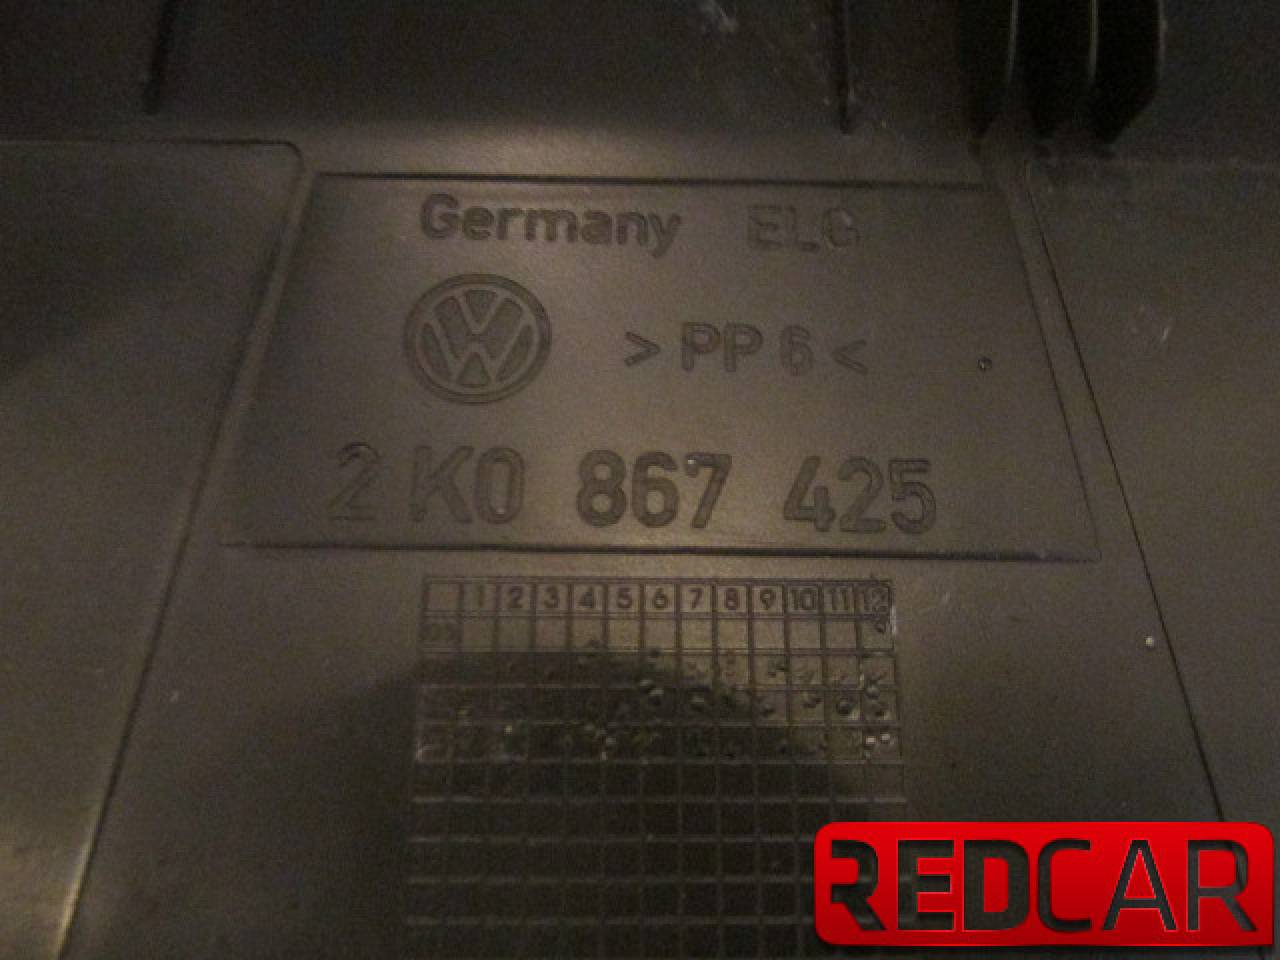 Germany ELG
> PP 6 <
2K0 867 425
1 2 3 4 5 6 7 8 9 10 11 12
REDCAR